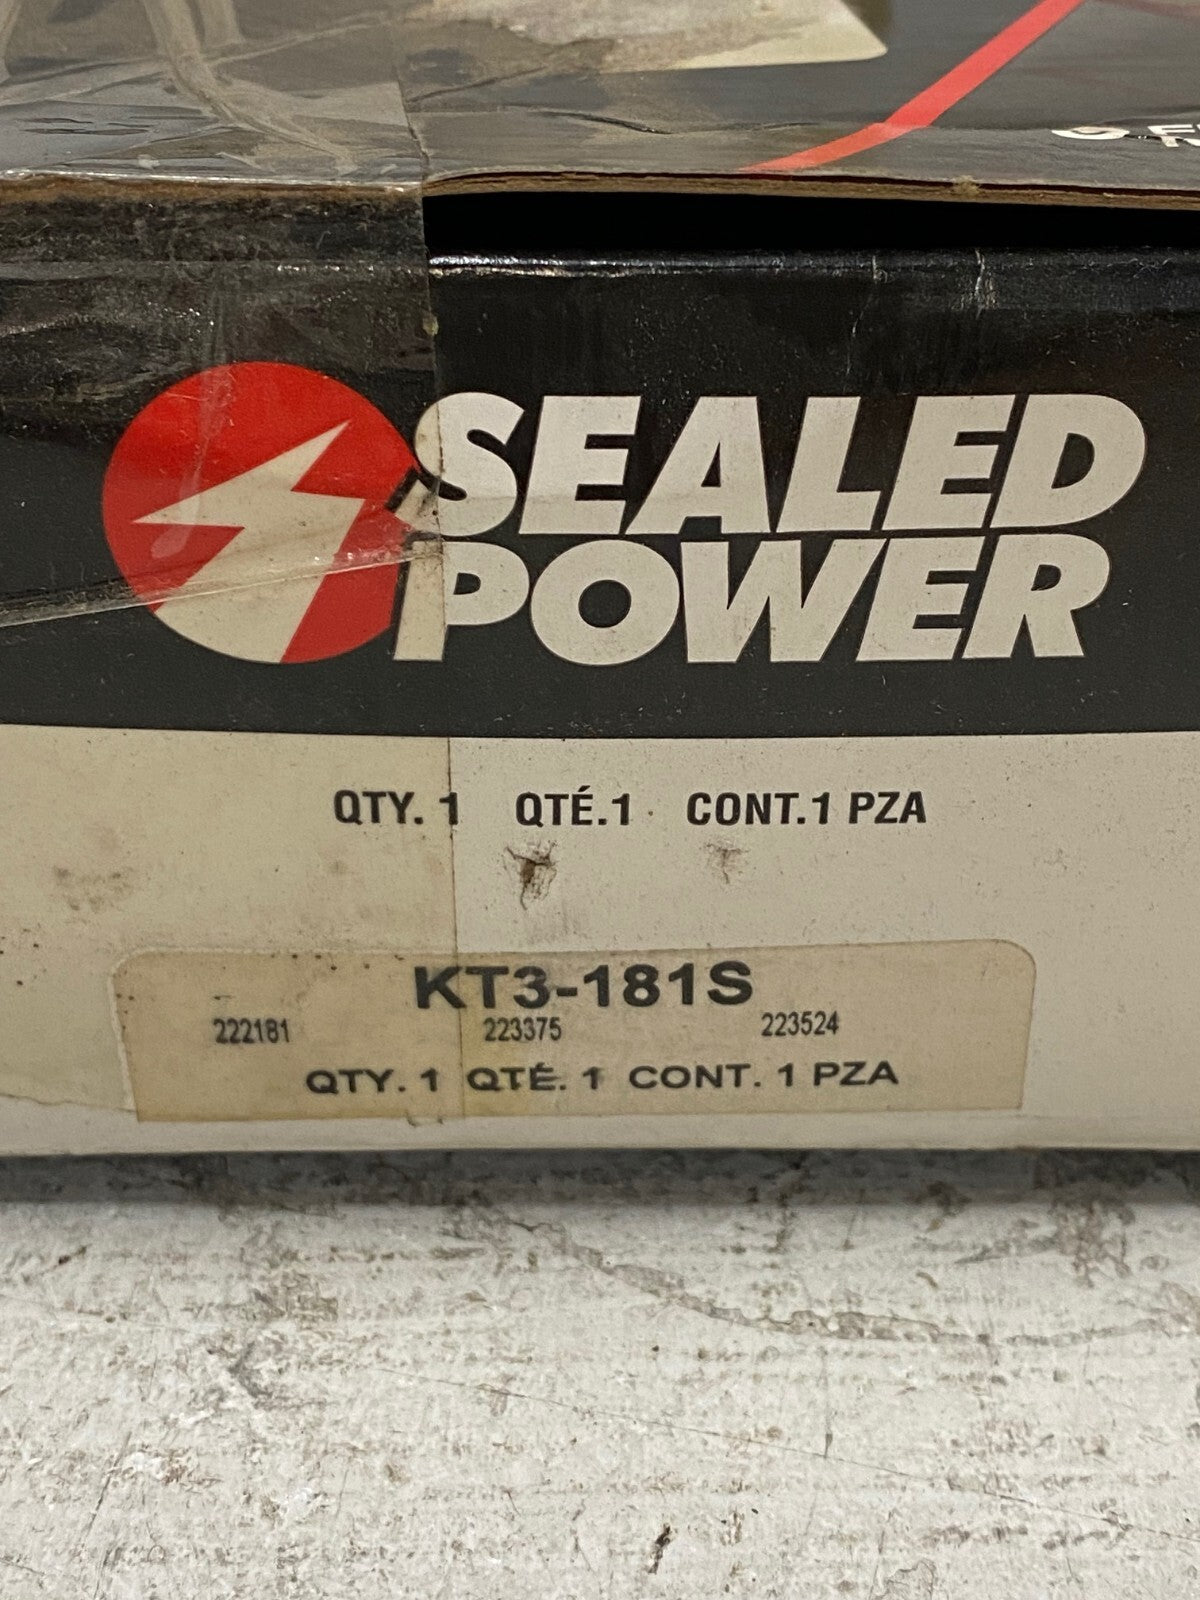 SEALED
POWER
QTY. 1 QTÉ.1 CONT.1 PZA
KT3-181S
222181 223375 223524
QTY. 1 QTÉ. 1 CONT. 1 PZA